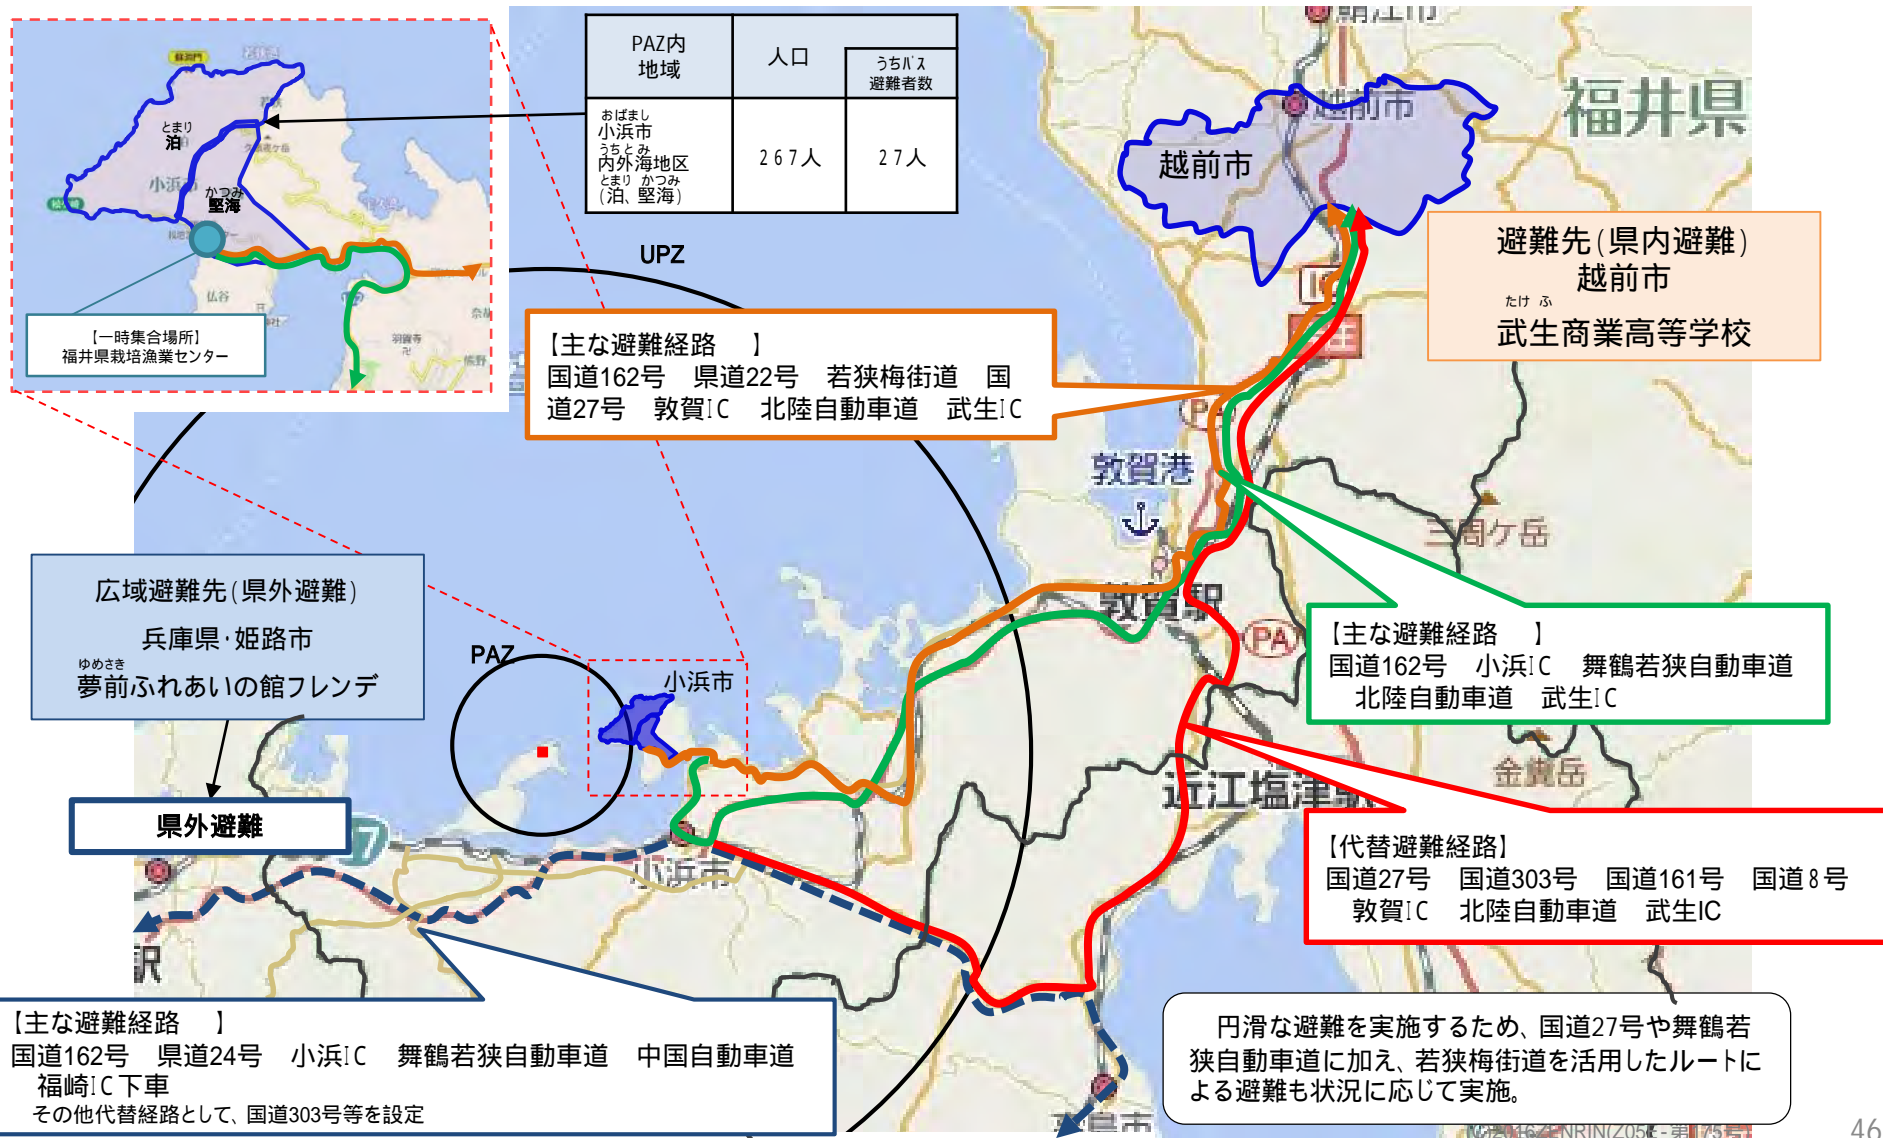 PAZ内
地域
人口
うちバス
避難者数
おばまし
小浜市
うちとみ
内外海地区
とまり かつみ
(泊、堅海)
267人
27人
とまり
泊
かつみ
堅海
小浜市
仏谷
【一時集合場所】
福井県栽培漁業センター
UPZ
鯖江市
越前市
越前市
福井県
避難先(県内避難)
越前市
たけ ふ
武生商業高等学校
【主な避難経路 】
国道162号 県道22号 若狭梅街道 国
道27号 敦賀IC 北陸自動車道 武生IC
敦賀港
三周ケ岳
敦賀駅
PA
PA
広域避難先(県外避難)
兵庫県・姫路市
ゆめさき
夢前ふれあいの館フレンデ
PAZ
小浜市
【主な避難経路 】
国道162号 小浜IC 舞鶴若狭自動車道
北陸自動車道 武生IC
金糞岳
近江塩津駅
県外避難
小浜市
【代替避難経路】
国道27号 国道303号 国道161号 国道8号
敦賀IC 北陸自動車道 武生IC
駅
【主な避難経路 】
国道162号 県道24号 小浜IC 舞鶴若狭自動車道 中国自動車道
福崎IC下車
その他代替経路として、国道303号等を設定
円滑な避難を実施するため、国道27号や舞鶴若
狭自動車道に加え、若狭梅街道を活用したルートに
よる避難も状況に応じて実施。
高島市
46